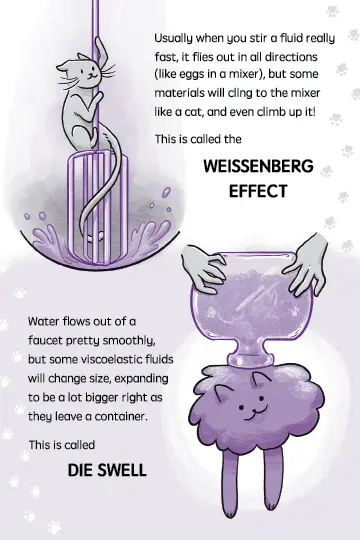 Usually when you stir a fluid really
fast, it flies out in all directions
(like eggs in a mixer), but some
materials will cling to the mixer
like a cat, and even climb up it!
This is called the
WEISSENBERG
EFFECT
Water flows out of a
faucet pretty smoothly,
but some viscoelastic fluids
will change size, expanding
to be a lot bigger right as
they leave a container.
This is called
DIE SWELL